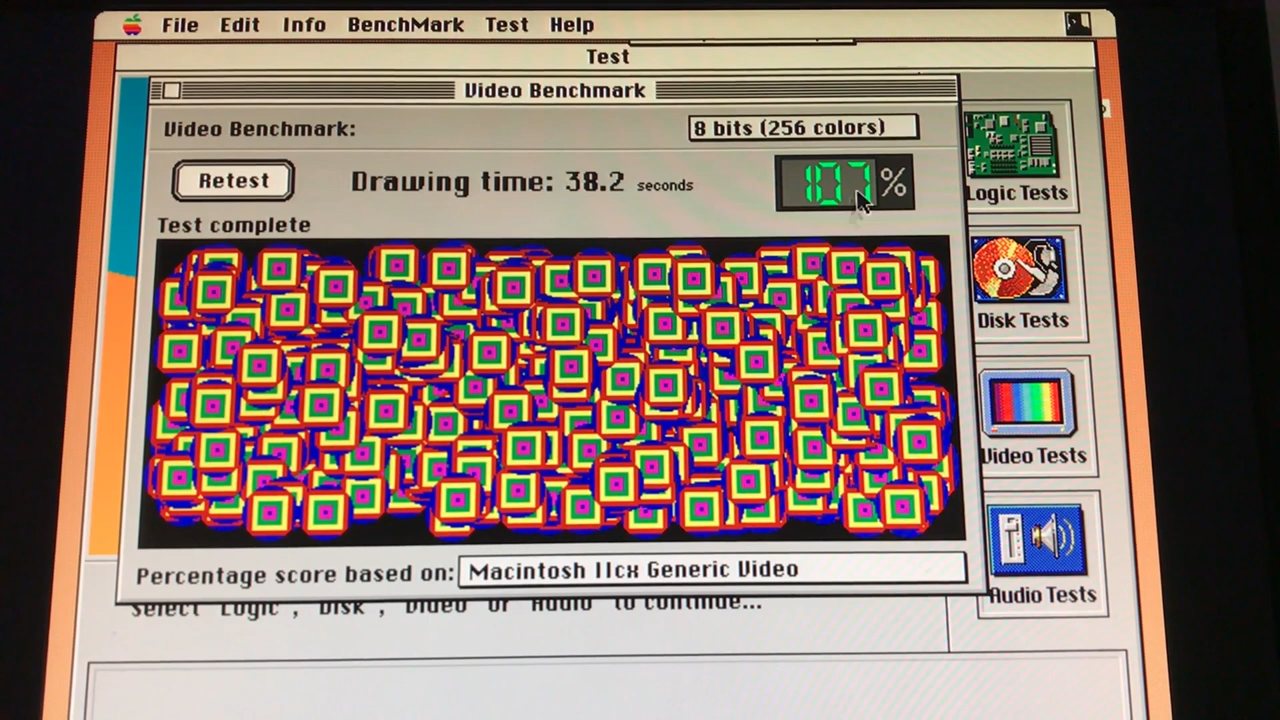 File Edit Info BenchMark Test Help
Test
Video Benchmark
Video Benchmark: 8 bits (256 colors)
Retest Drawing time: 38.2 seconds 107 %
Test complete
Logic Tests
Disk Tests
Video Tests
Audio Tests
Percentage score based on: Macintosh IIcx Generic Video
Select Logic , Disk , Video or Audio to continue...